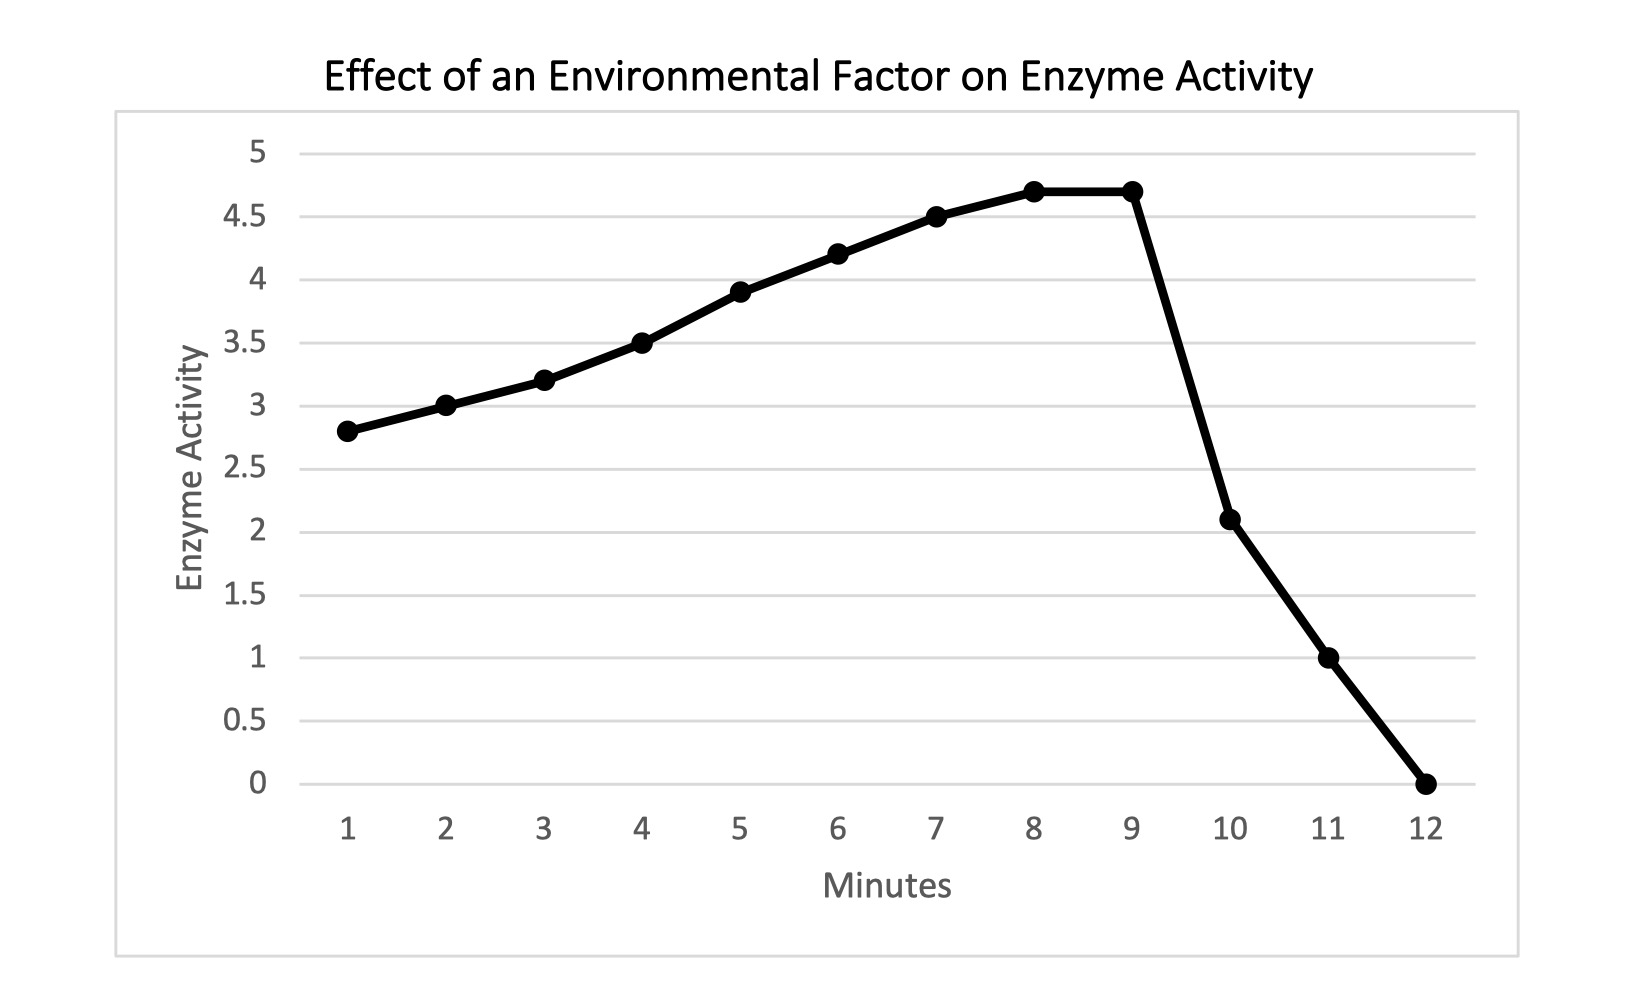 Effect of an Environmental Factor on Enzyme Activity
5
4.5
4
3.5
3
2.5
2
1.5
1
0.5
0
Enzyme Activity
1 2 3 4 5 6 7 8 9 10 11 12
Minutes